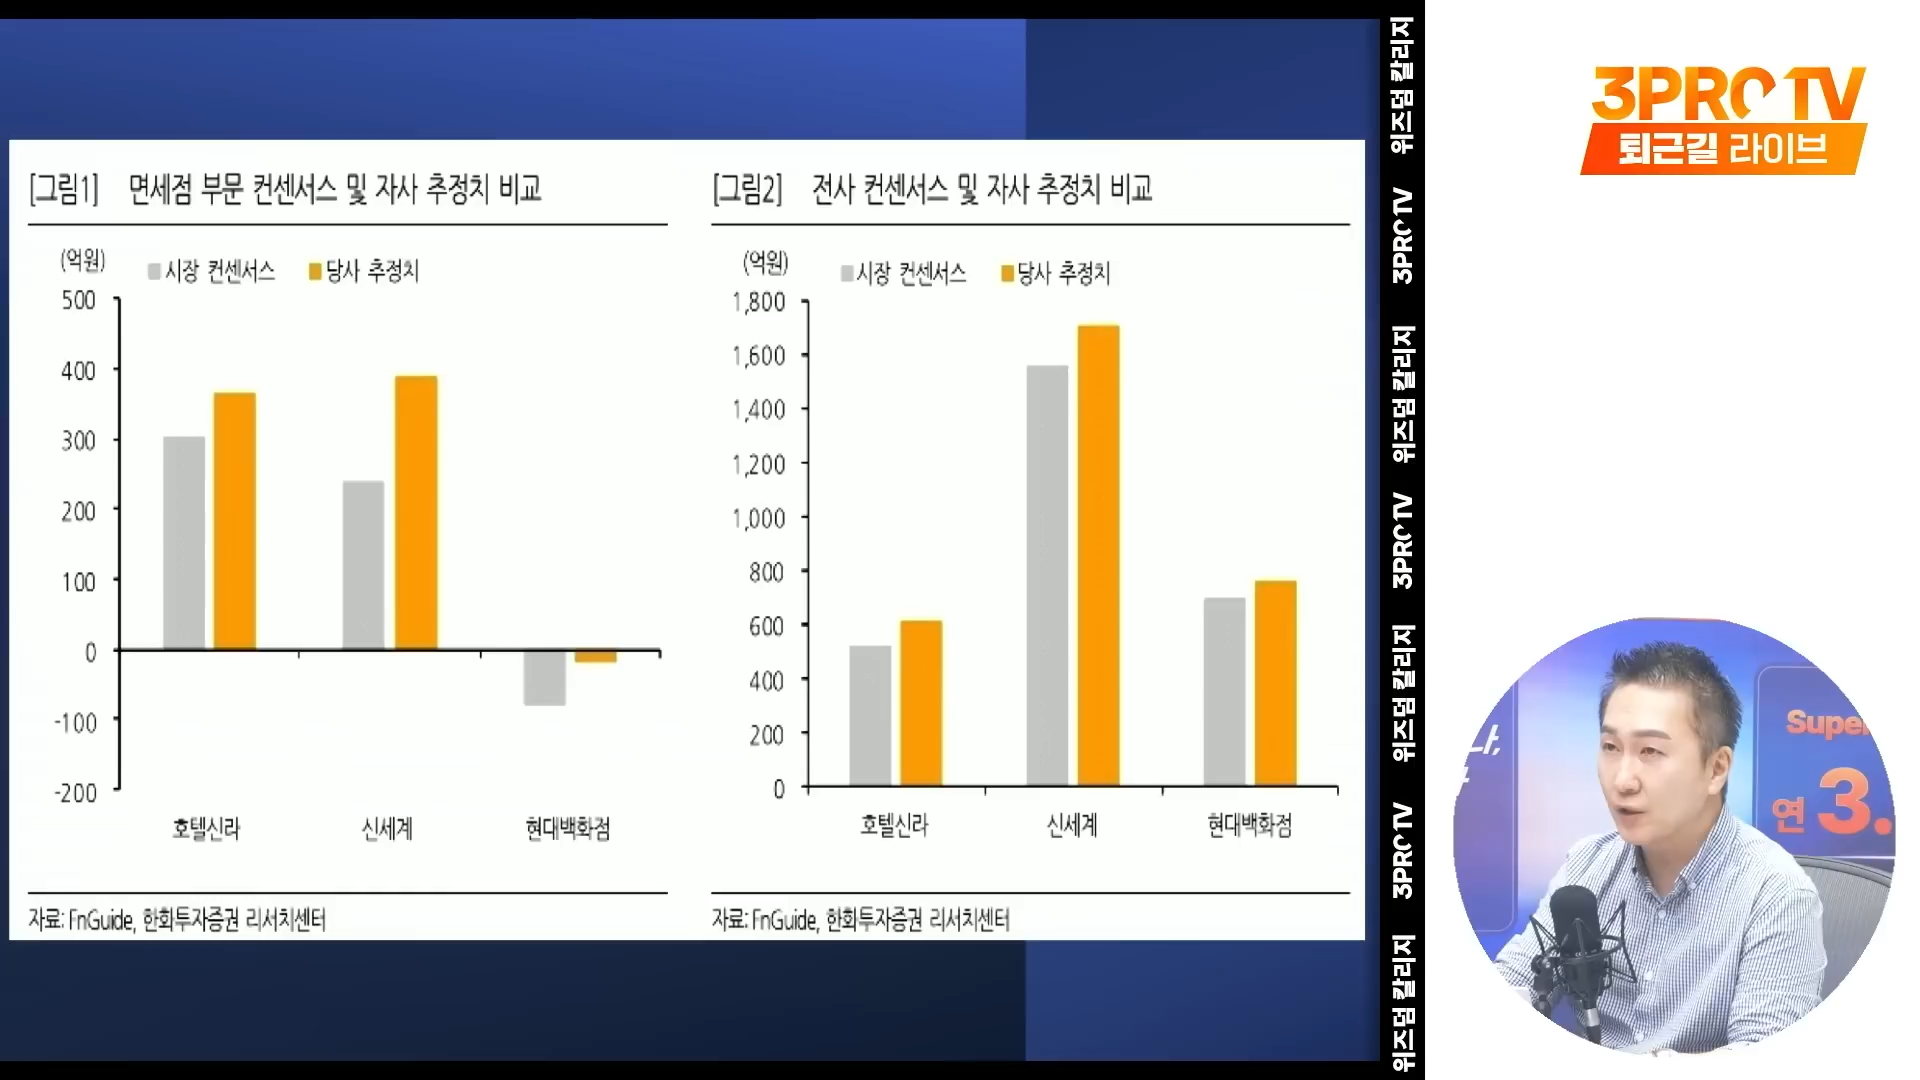 [그림1] 면세점 부문 컨센서스 및 자사 추정치 비교
(억원)
시장 컨센서스 당사 추정치
500
400
300
200
100
0
-100
-200
호텔신라 신세계 현대백화점
자료: FnGuide, 한화투자증권 리서치센터
[그림2] 전사 컨센서스 및 자사 추정치 비교
(억원)
시장 컨센서스 당사 추정치
1,800
1,600
1,400
1,200
1,000
800
600
400
200
0
호텔신라 신세계 현대백화점
자료: FnGuide, 한화투자증권 리서치센터
위즈덤 칼리지
3PROTV
위즈덤 칼리지
3PROTV
위즈덤 칼리지
3PROTV
위즈덤 칼리지
3PROTV
퇴근길 라이브
Super
연 3.